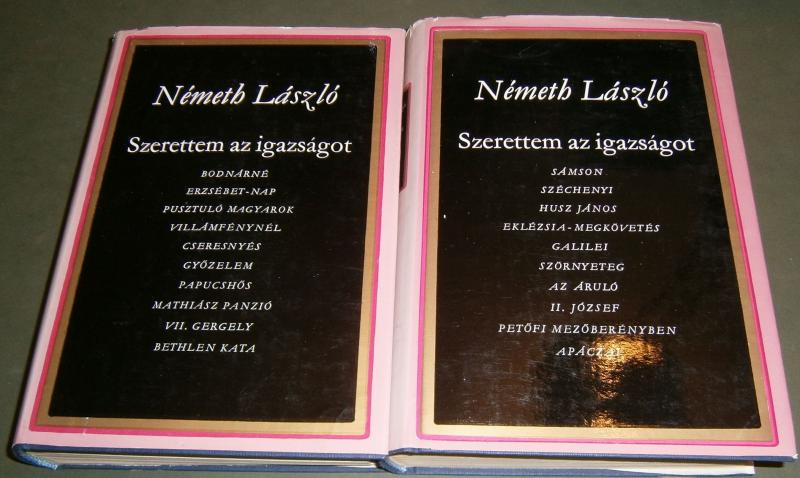 Németh László
Szerettem az igazságot
BODNÁRNÉ
ERZSÉBET-NAP
PUSZTULÓ MAGYAROK
VILLÁMFÉNYNÉL
CSERESNYÉS
GYŐZELEM
PAPUCSHŐS
MATHIÁSZ PANZIÓ
VII. GERGELY
BETHLEN KATA
Németh László
Szerettem az igazságot
SÁMSON
SZÉCHENYI
HUSZ JÁNOS
EKLÉZSIA-MEGKÖVETÉS
GALILEI
SZÖRNYETEG
AZ ÁRULÓ
II. JÓZSEF
PETŐFI MEZŐBERÉNYBEN
APÁCZAI